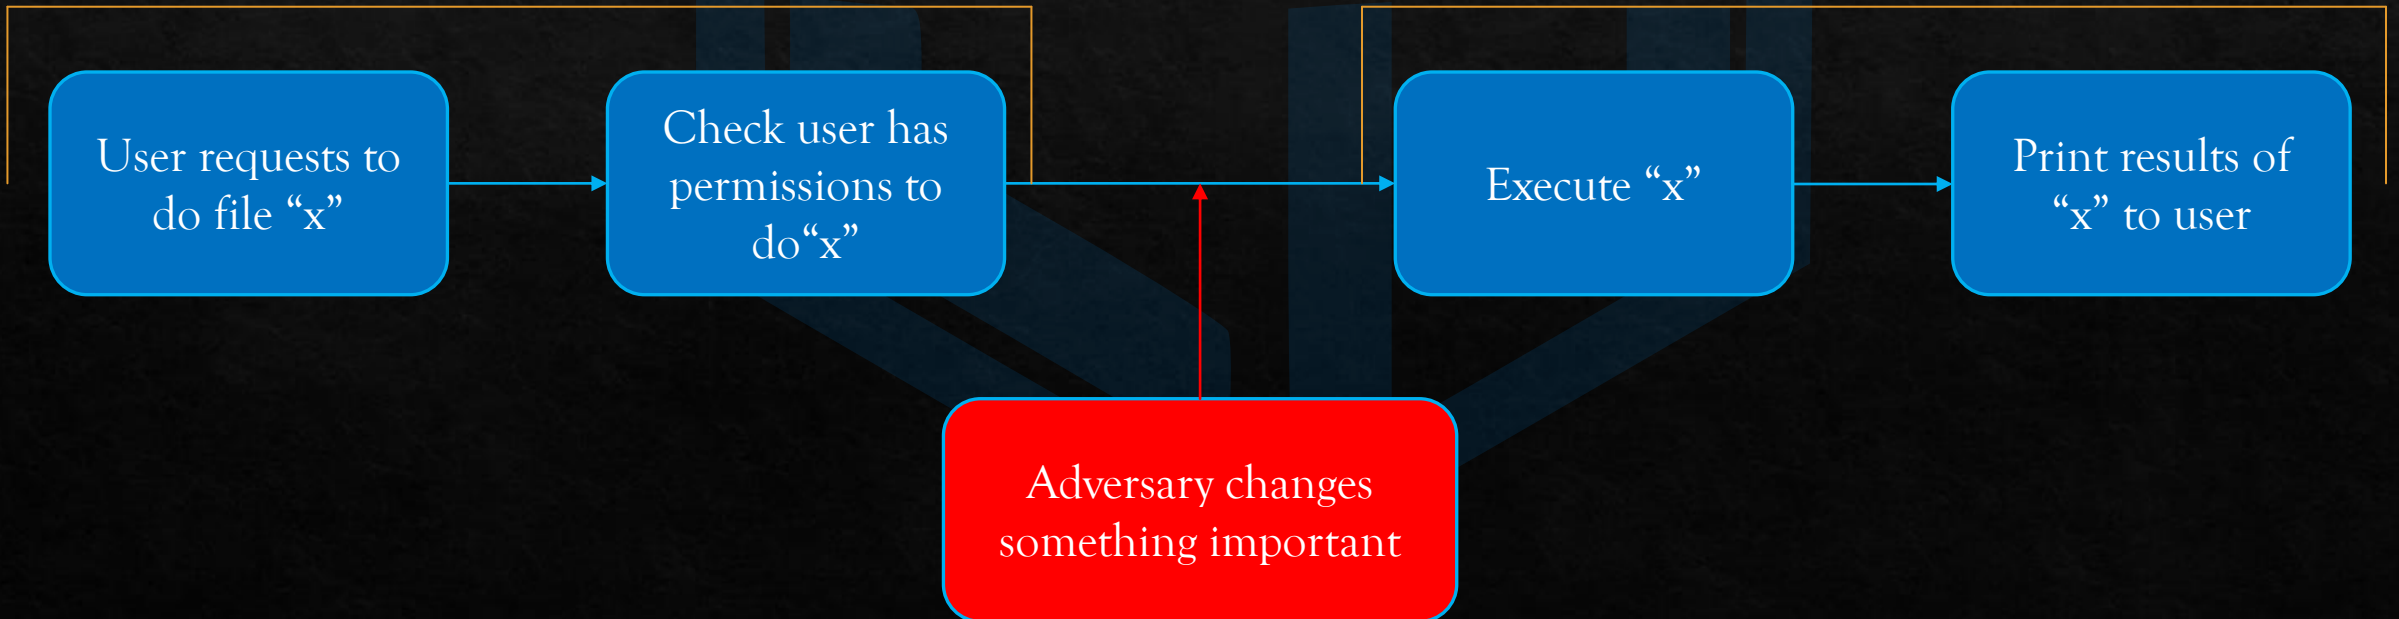 User requests to
do file “x”
Check user has
permissions to
do“x”
Execute “x”
Print results of
“x” to user
Adversary changes
something important